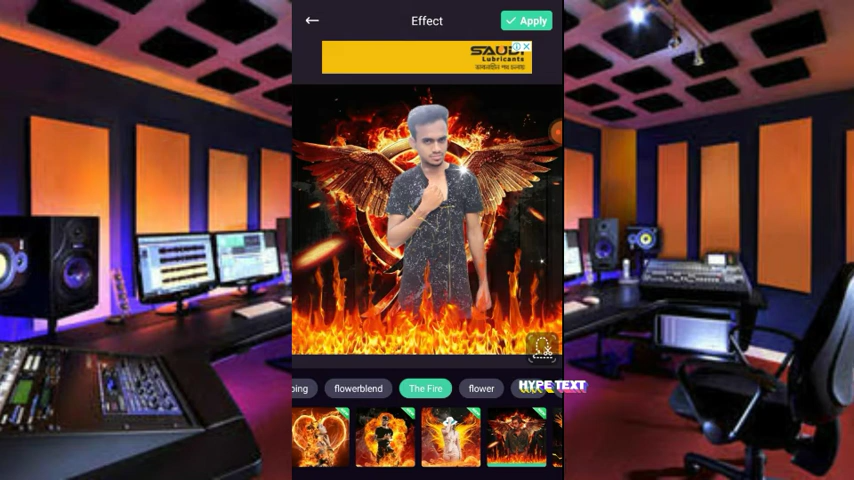 Effect
Apply
SAUDI
Lubricants
ping
flowerblend
The Fire
flower
HYPE TEXT